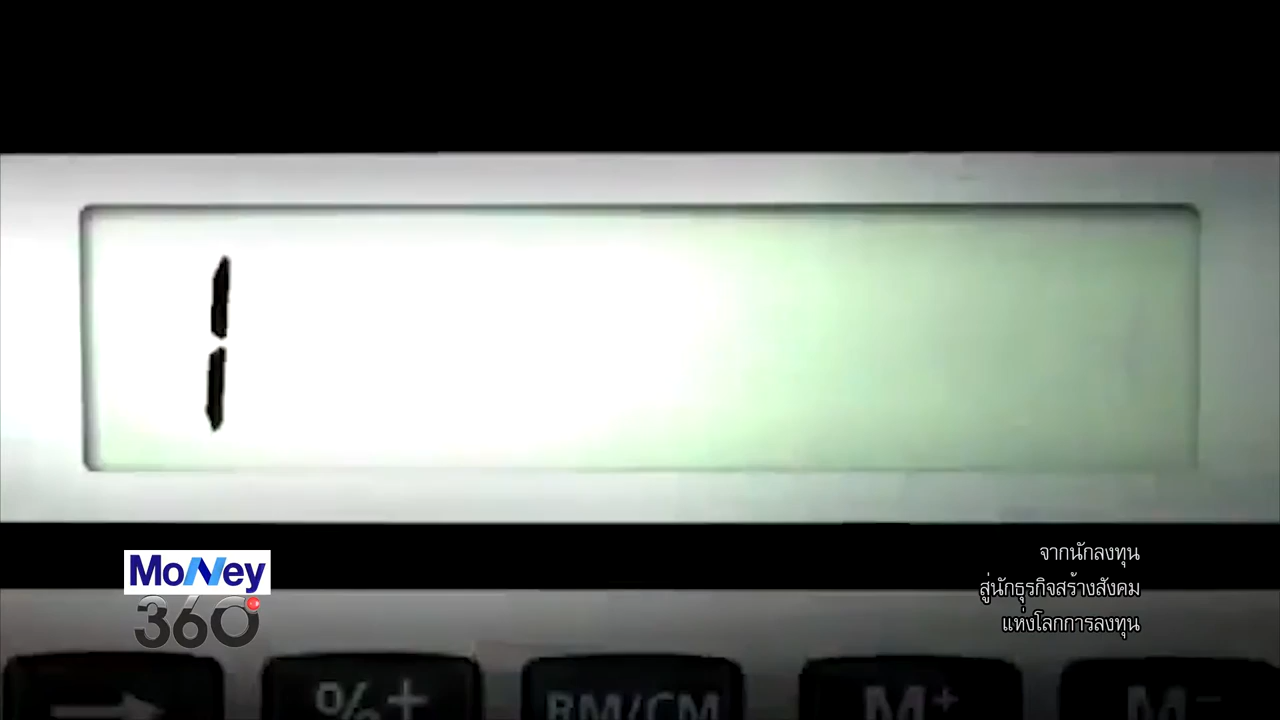 1
MoNey
360°
จากนักลงทุน
สู่นักธุรกิจสร้างสังคม
แห่งโลกการลงทุน
%+
RM/CM
M+
M−